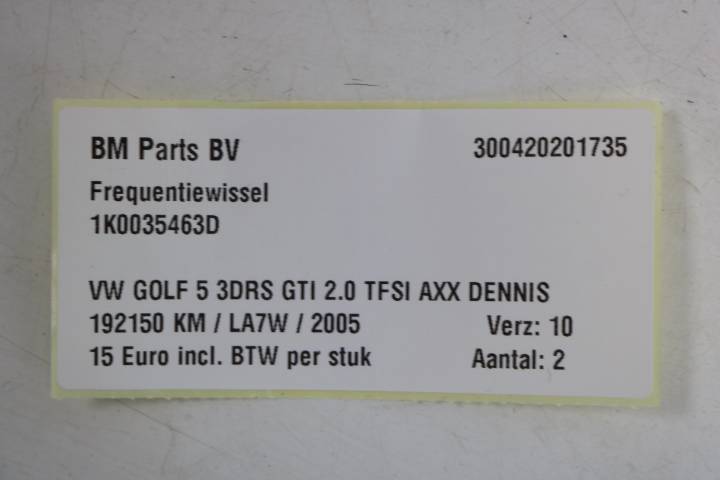 BM Parts BV 300420201735
Frequentiewissel
1K0035463D
VW GOLF 5 3DRS GTI 2.0 TFSI AXX DENNIS
192150 KM / LA7W / 2005 Verz: 10
15 Euro incl. BTW per stuk Aantal: 2